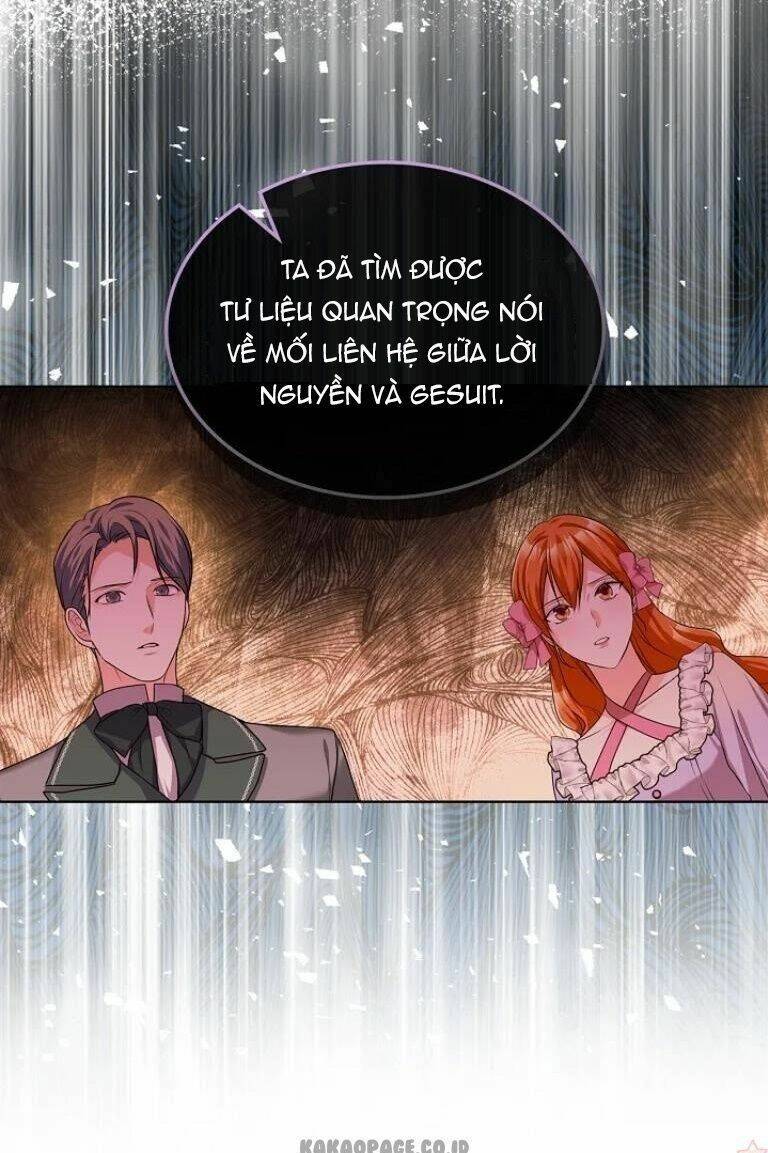 TA ĐÃ TÌM ĐƯỢC
TƯ LIỆU QUAN TRỌNG NÓI
VỀ MỐI LIÊN HỆ GIỮA LỜI
NGUYỀN VÀ GESUIT.
KAKAOPAGE.CO.ID